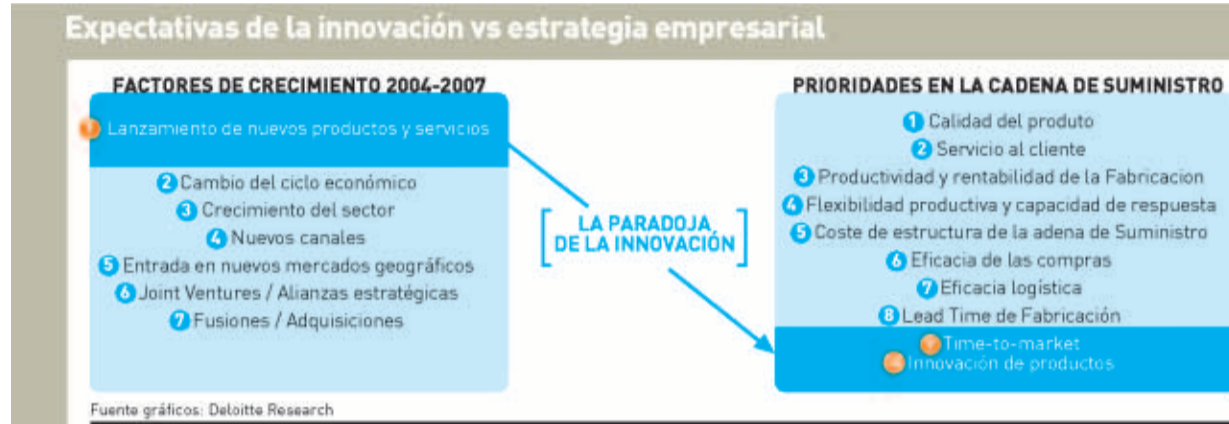 Expectativas de la innovación vs estrategia empresarial
FACTORES DE CRECIMIENTO 2004-2007
1 Lanzamiento de nuevos productos y servicios
2 Cambio del ciclo económico
3 Crecimiento del sector
4 Nuevos canales
5 Entrada en nuevos mercados geográficos
6 Joint Ventures / Alianzas estratégicas
7 Fusiones / Adquisiciones
LA PARADOJA
DE LA INNOVACIÓN
PRIORIDADES EN LA CADENA DE SUMINISTRO
1 Calidad del produto
2 Servicio al cliente
3 Productividad y rentabilidad de la Fabricacion
4 Flexibilidad productiva y capacidad de respuesta
5 Coste de estructura de la adena de Suministro
6 Eficacia de las compras
7 Eficacia logística
8 Lead Time de Fabricación
Time-to-market
Innovación de productos
Fuente gráficos: Deloitte Research